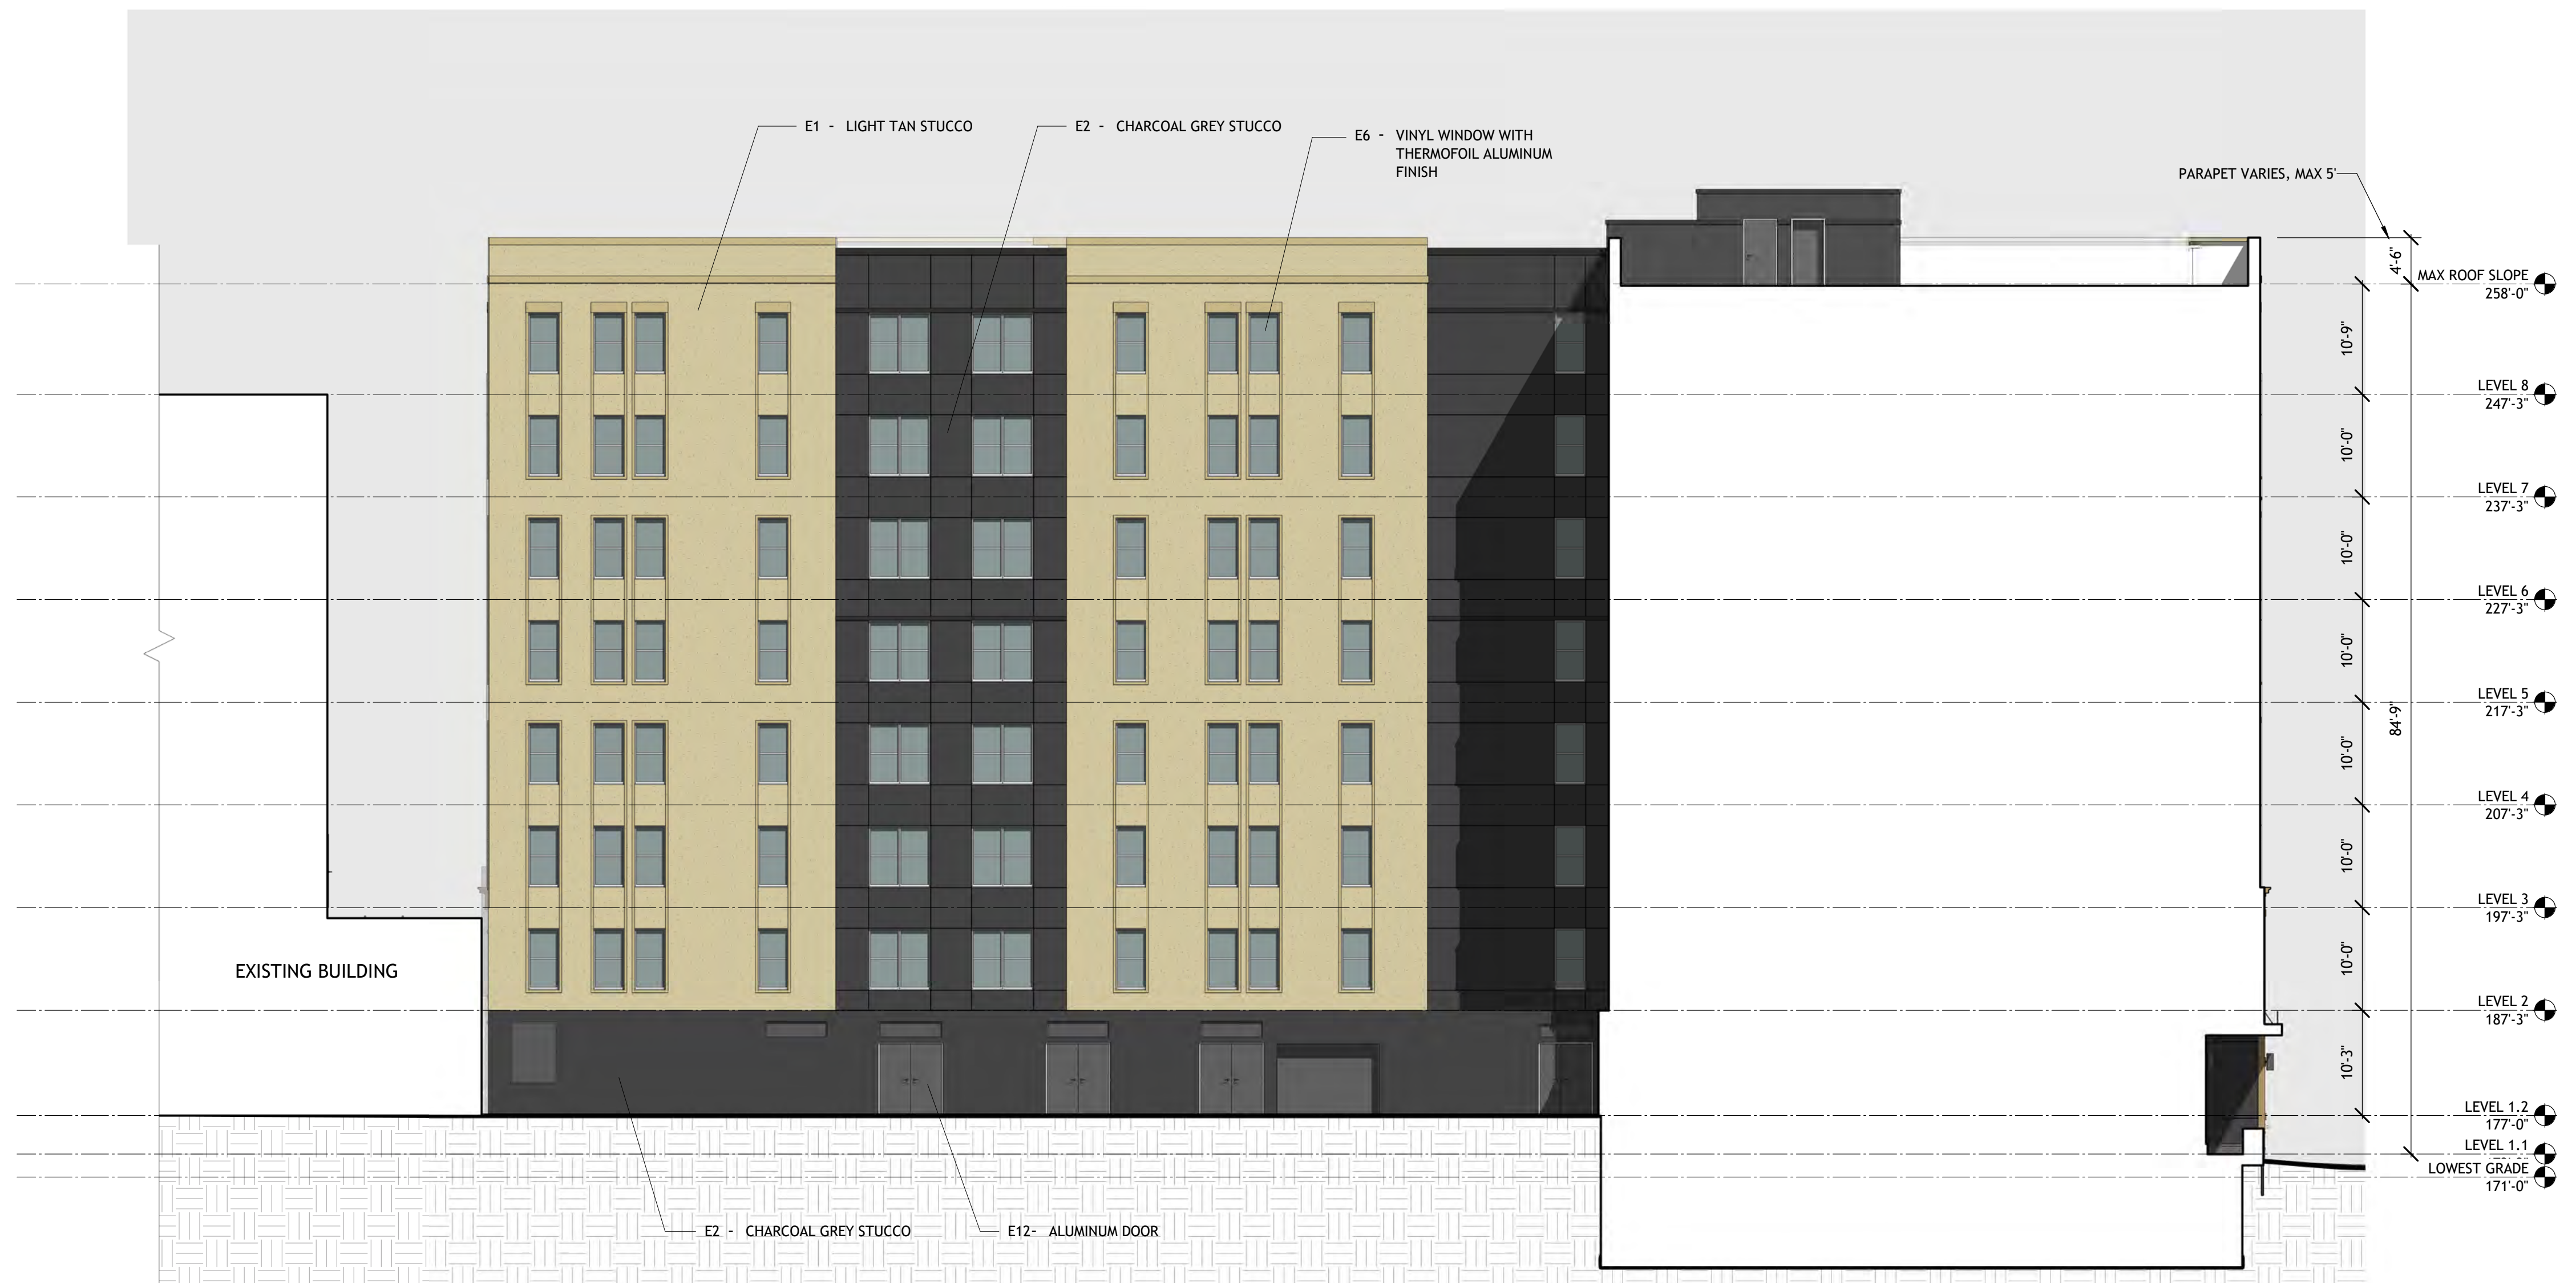 E1 - LIGHT TAN STUCCO
E2 - CHARCOAL GREY STUCCO
E6 - VINYL WINDOW WITH
THERMOFOIL ALUMINUM
FINISH
PARAPET VARIES, MAX 5'
4'-6"
MAX ROOF SLOPE
258'-0"
10'-9"
LEVEL 8
247'-3"
10'-0"
LEVEL 7
237'-3"
10'-0"
LEVEL 6
227'-3"
10'-0"
LEVEL 5
217'-3"
84'-9"
10'-0"
LEVEL 4
207'-3"
10'-0"
LEVEL 3
197'-3"
10'-0"
EXISTING BUILDING
LEVEL 2
187'-3"
10'-3"
LEVEL 1.2
177'-0"
LEVEL 1.1
LOWEST GRADE
171'-0"
E2 - CHARCOAL GREY STUCCO
E12- ALUMINUM DOOR